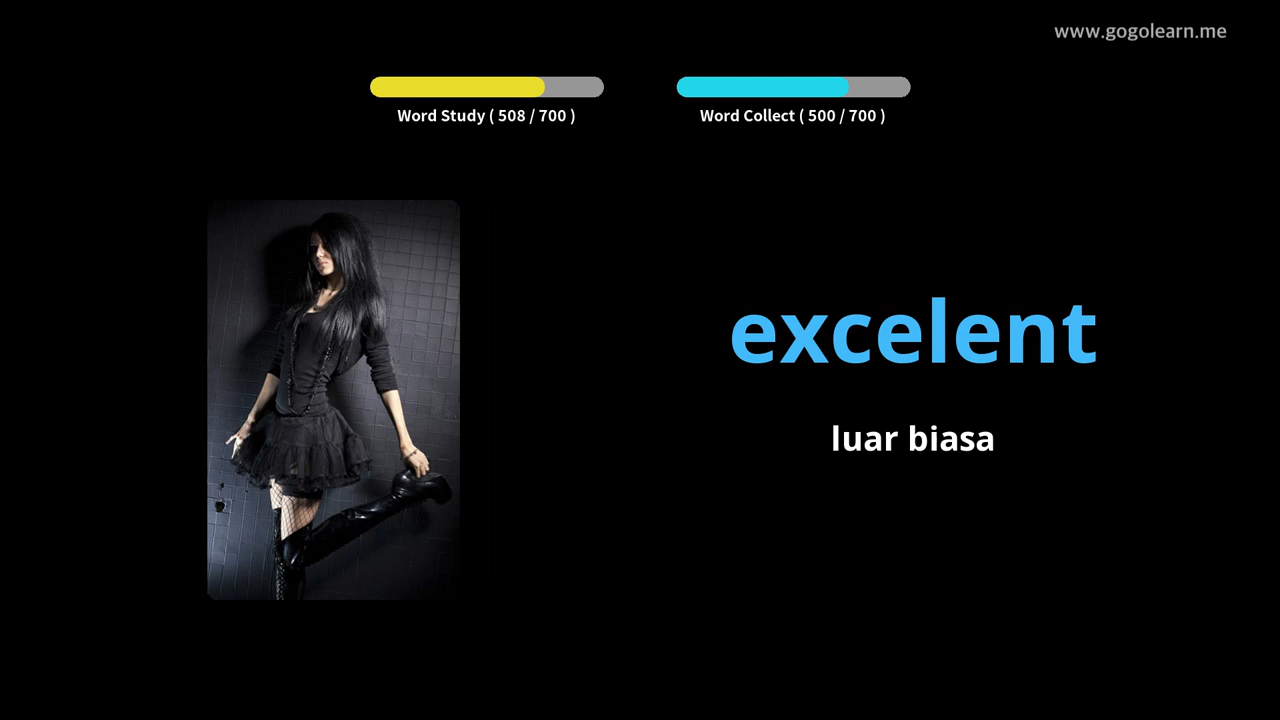 www.gogolearn.me
Word Study ( 508 / 700 )
Word Collect ( 500 / 700 )
excelent
luar biasa